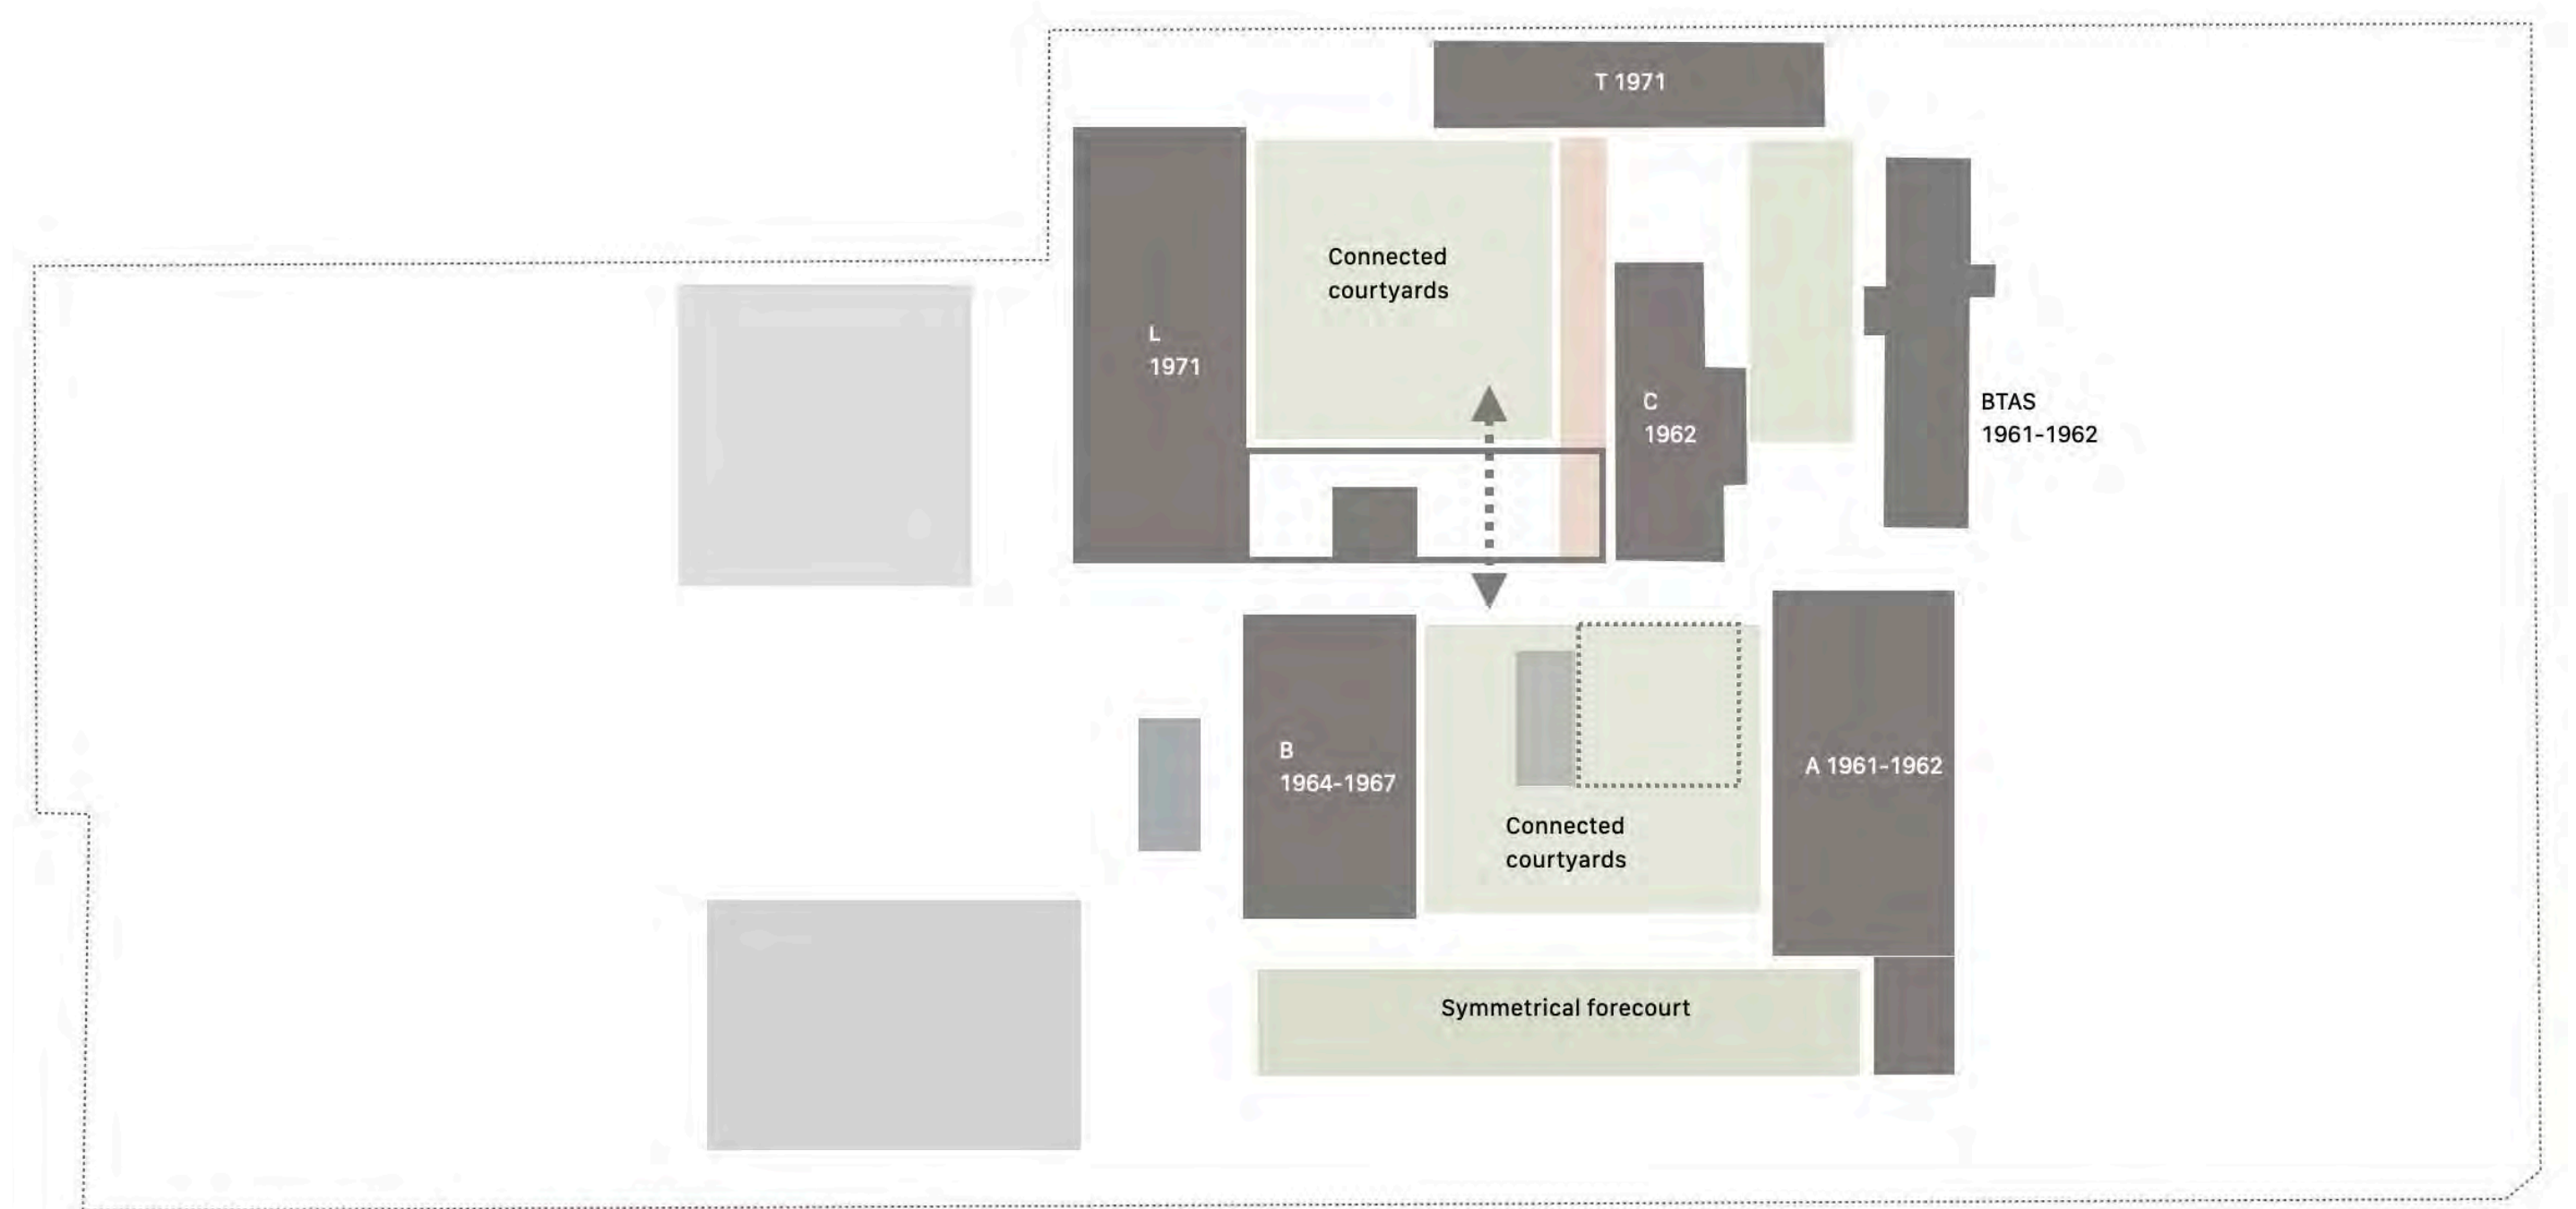 T 1971
Connected
courtyards
L
1971
C
1962
BTAS
1961-1962
B
1964-1967
A 1961-1962
Connected
courtyards
Symmetrical forecourt